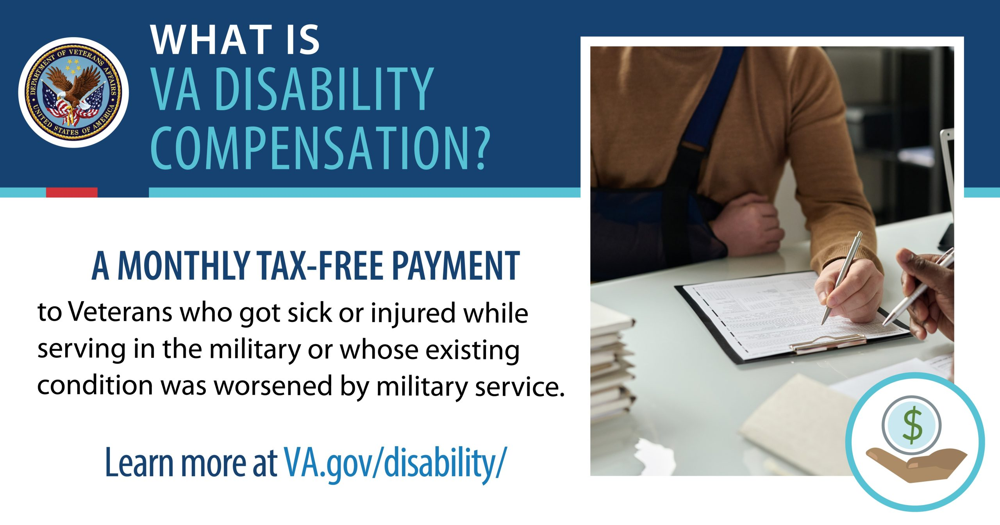 WHAT IS
VA DISABILITY
COMPENSATION?
DEPARTMENT OF VETERANS AFFAIRS
UNITED STATES OF AMERICA
A MONTHLY TAX-FREE PAYMENT
to Veterans who got sick or injured while
serving in the military or whose existing
condition was worsened by military service.
Learn more at VA.gov/disability/
$